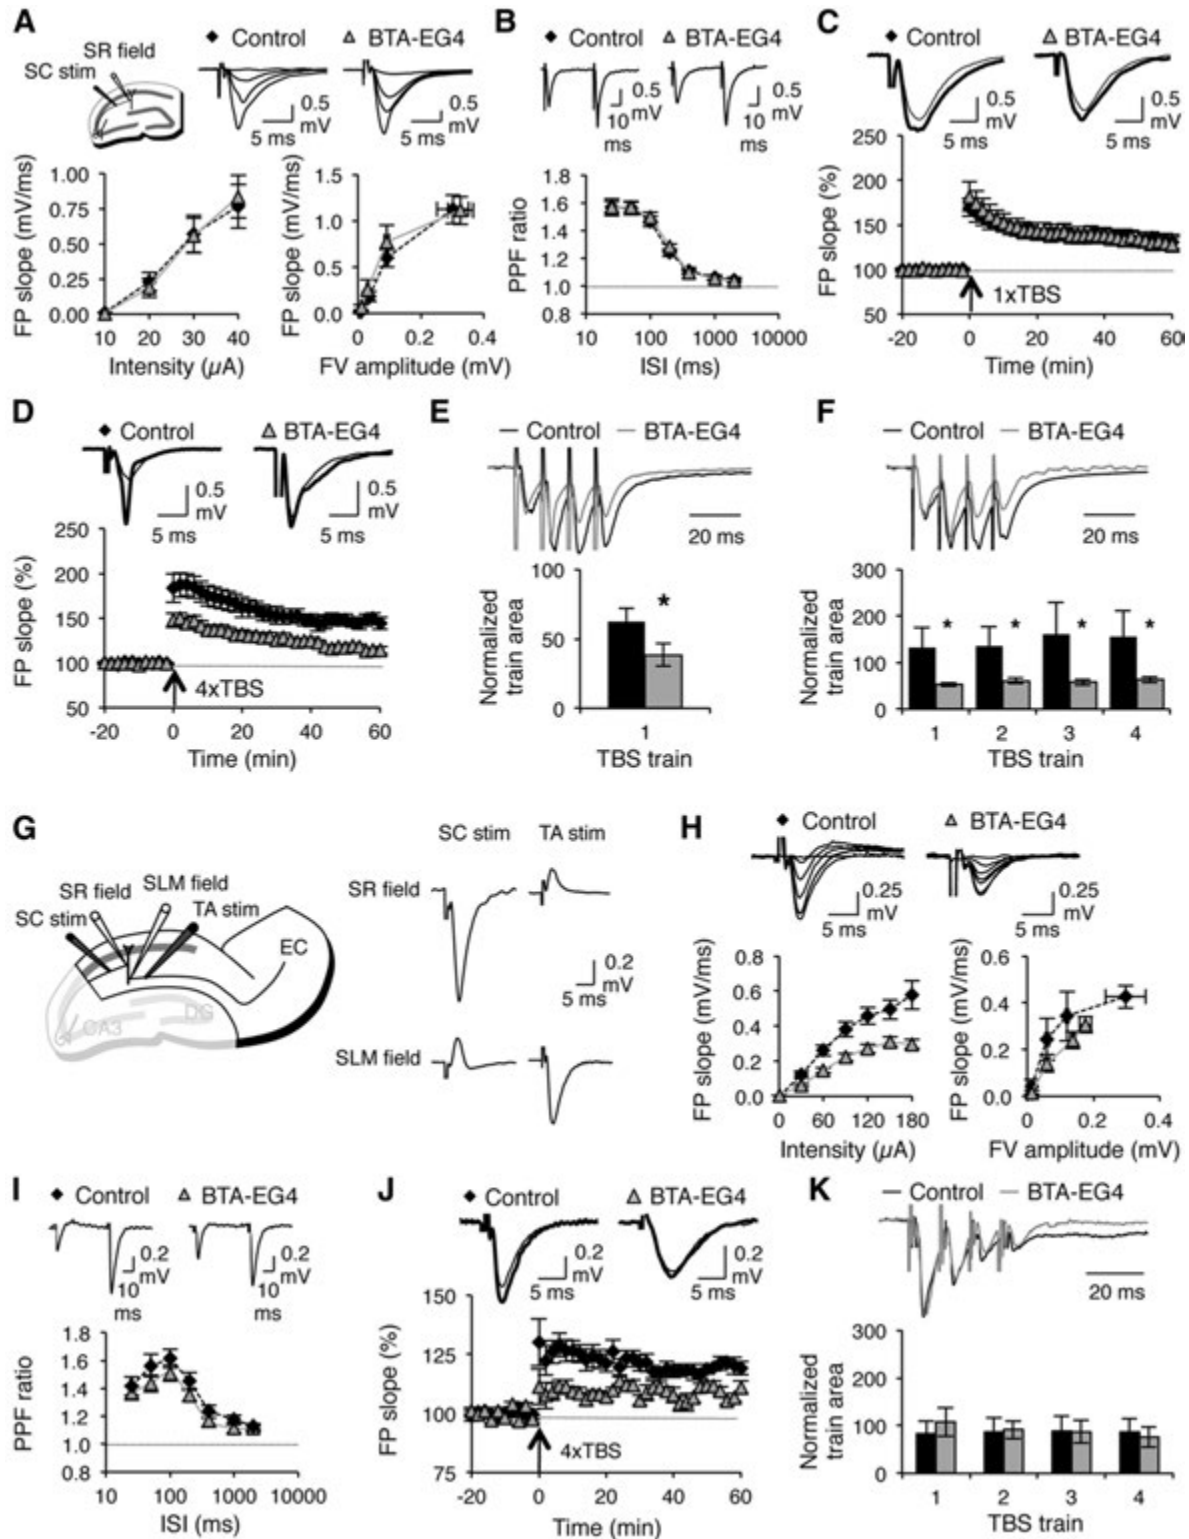 A
Control
BTA-EG4
SR field
SC stim
0.5
mV
5 ms
0.5
mV
5 ms
FP slope (mV/ms)
1.00
0.75
0.50
0.25
0.00
10 20 30 40
Intensity (µA)
FP slope (mV/ms)
1.5
1.0
0.5
0.0
0 0.2 0.4
FV amplitude (mV)
B
Control
BTA-EG4
0.5
mV
10
ms
0.5
mV
10
ms
PPF ratio
1.8
1.6
1.4
1.2
1.0
0.8
10 100 1000 10000
ISI (ms)
C
Control
BTA-EG4
0.5
mV
5 ms
0.5
mV
5 ms
FP slope (%)
250
200
150
100
50
1xTBS
-20 0 20 40 60
Time (min)
D
Control
BTA-EG4
0.5
mV
5 ms
0.5
mV
5 ms
FP slope (%)
250
200
150
100
50
4xTBS
-20 0 20 40 60
Time (min)
E
Control
BTA-EG4
20 ms
Normalized
train area
100
50
0
*
1
TBS train
F
Control
BTA-EG4
20 ms
Normalized
train area
300
200
100
0
* * * *
1 2 3 4
TBS train
G
SR field
SLM field
SC stim
TA stim
EC
CA3
DG
SC stim
TA stim
SR field
SLM field
0.2
mV
5 ms
H
Control
BTA-EG4
0.25
mV
5 ms
0.25
mV
5 ms
FP slope (mV/ms)
0.8
0.6
0.4
0.2
0.0
0 60 120 180
Intensity (µA)
FP slope (mV/ms)
0.6
0.4
0.2
0.0
0 0.2 0.4
FV amplitude (mV)
I
Control
BTA-EG4
0.2
mV
10
ms
0.2
mV
10
ms
PPF ratio
1.8
1.6
1.4
1.2
1.0
0.8
10 100 1000 10000
ISI (ms)
J
Control
BTA-EG4
0.2
mV
5 ms
0.2
mV
5 ms
FP slope (%)
150
125
100
75
4xTBS
-20 0 20 40 60
Time (min)
K
Control
BTA-EG4
20 ms
Normalized
train area
300
200
100
0
1 2 3 4
TBS train